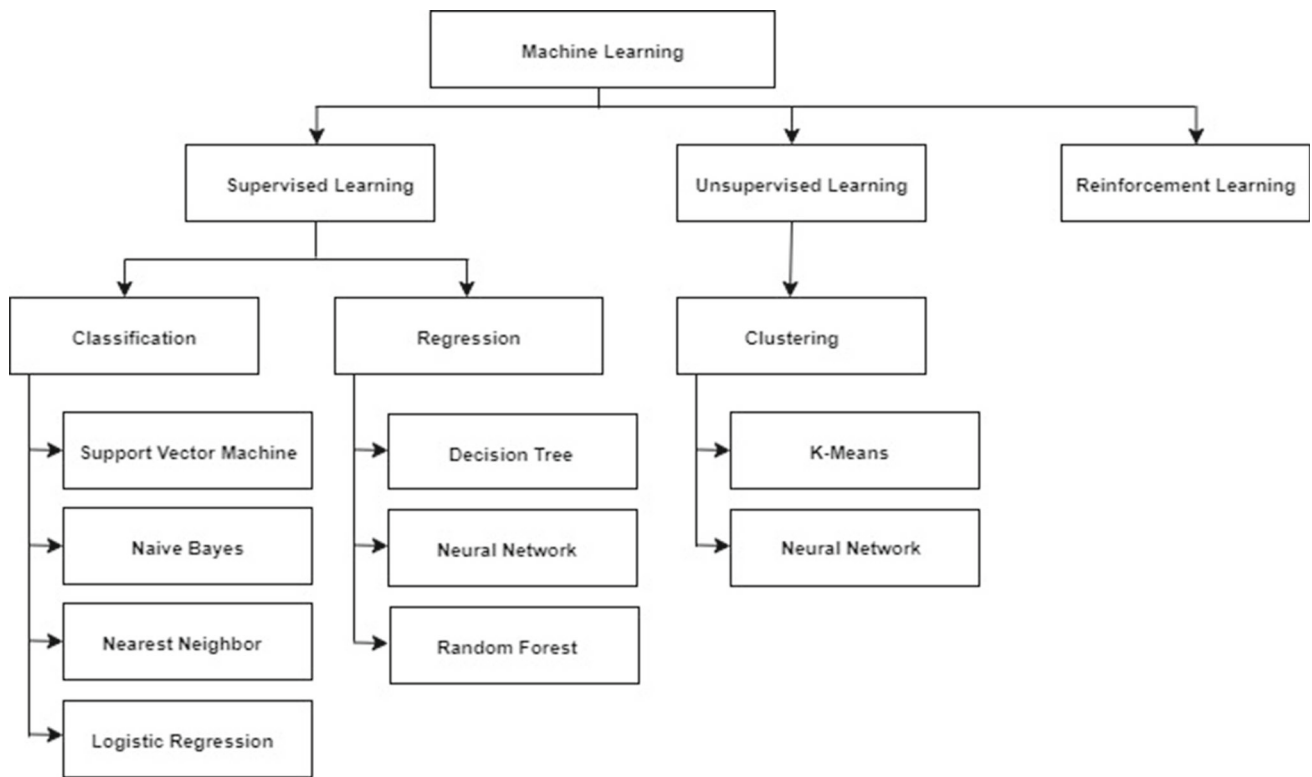 Machine Learning
Supervised Learning
Unsupervised Learning
Reinforcement Learning
Classification
Regression
Clustering
Support Vector Machine
Decision Tree
K-Means
Naive Bayes
Neural Network
Neural Network
Nearest Neighbor
Random Forest
Logistic Regression